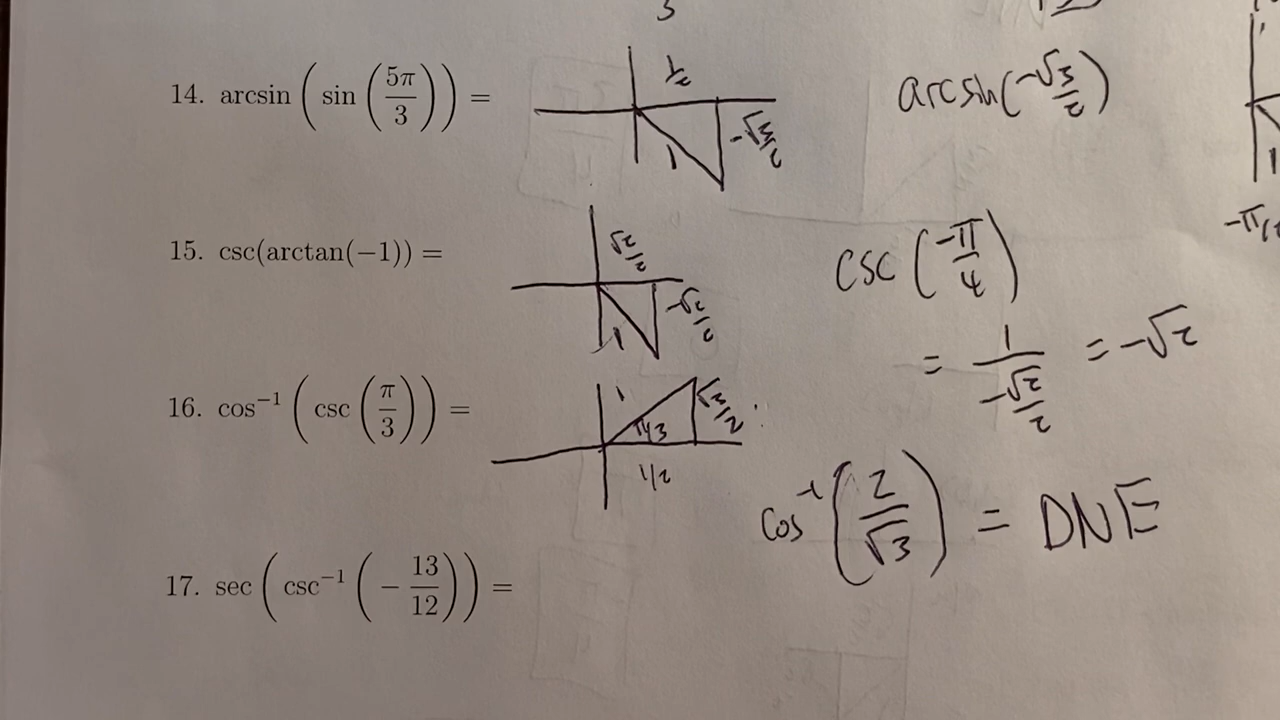 3
14. arcsin(sin(5π/3)) = 1/2 1 -√3/2 arcsin(-√3/2)
15. csc(arctan(−1)) = √2/2 1 -√2/2 csc(-π/4)
= 1/(-√2/2) = -√2
16. cos⁻¹(csc(π/3)) = 1 π/3 √3/2 1/2
cos⁻¹(2/√3) = DNE
17. sec(csc⁻¹(−13/12)) =